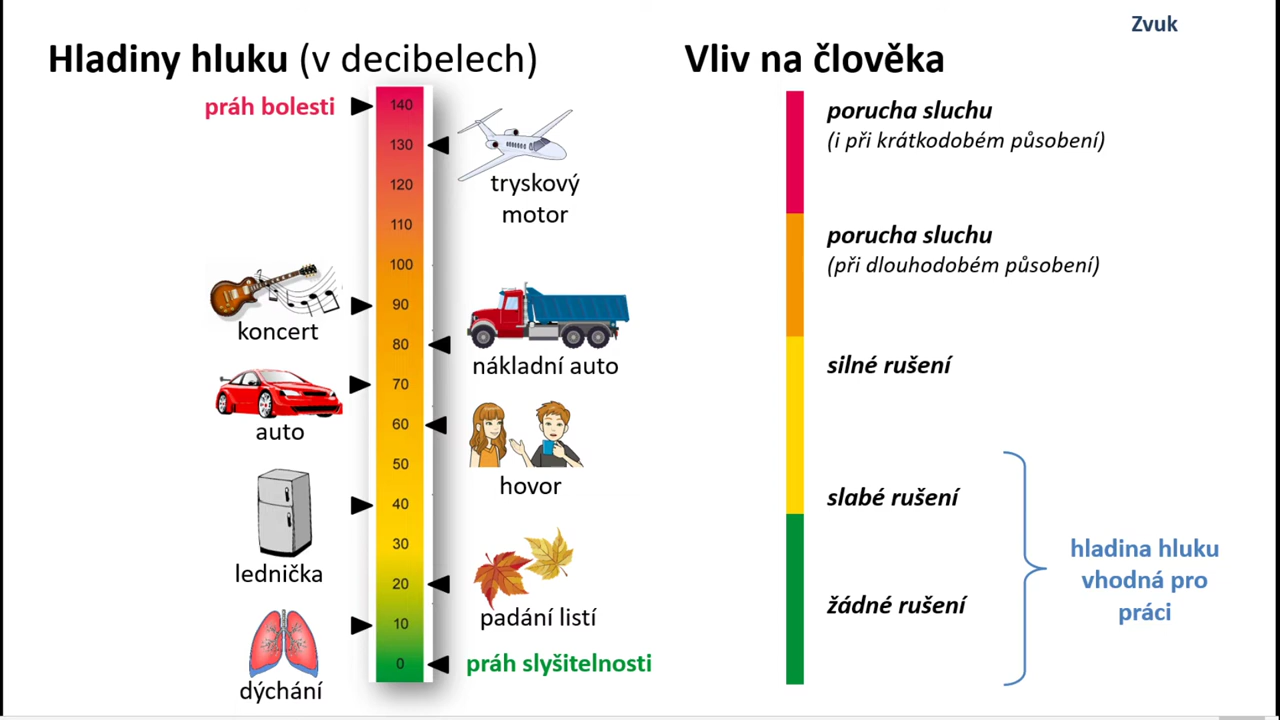 Zvuk
Hladiny hluku (v decibelech)
práh bolesti
140
130
120
110
100
90
80
70
60
50
40
30
20
10
0
tryskový
motor
koncert
nákladní auto
auto
hovor
lednička
padání listí
dýchání
práh slyšitelnosti
Vliv na člověka
porucha sluchu
(i při krátkodobém působení)
porucha sluchu
(při dlouhodobém působení)
silné rušení
slabé rušení
žádné rušení
hladina hluku
vhodná pro
práci